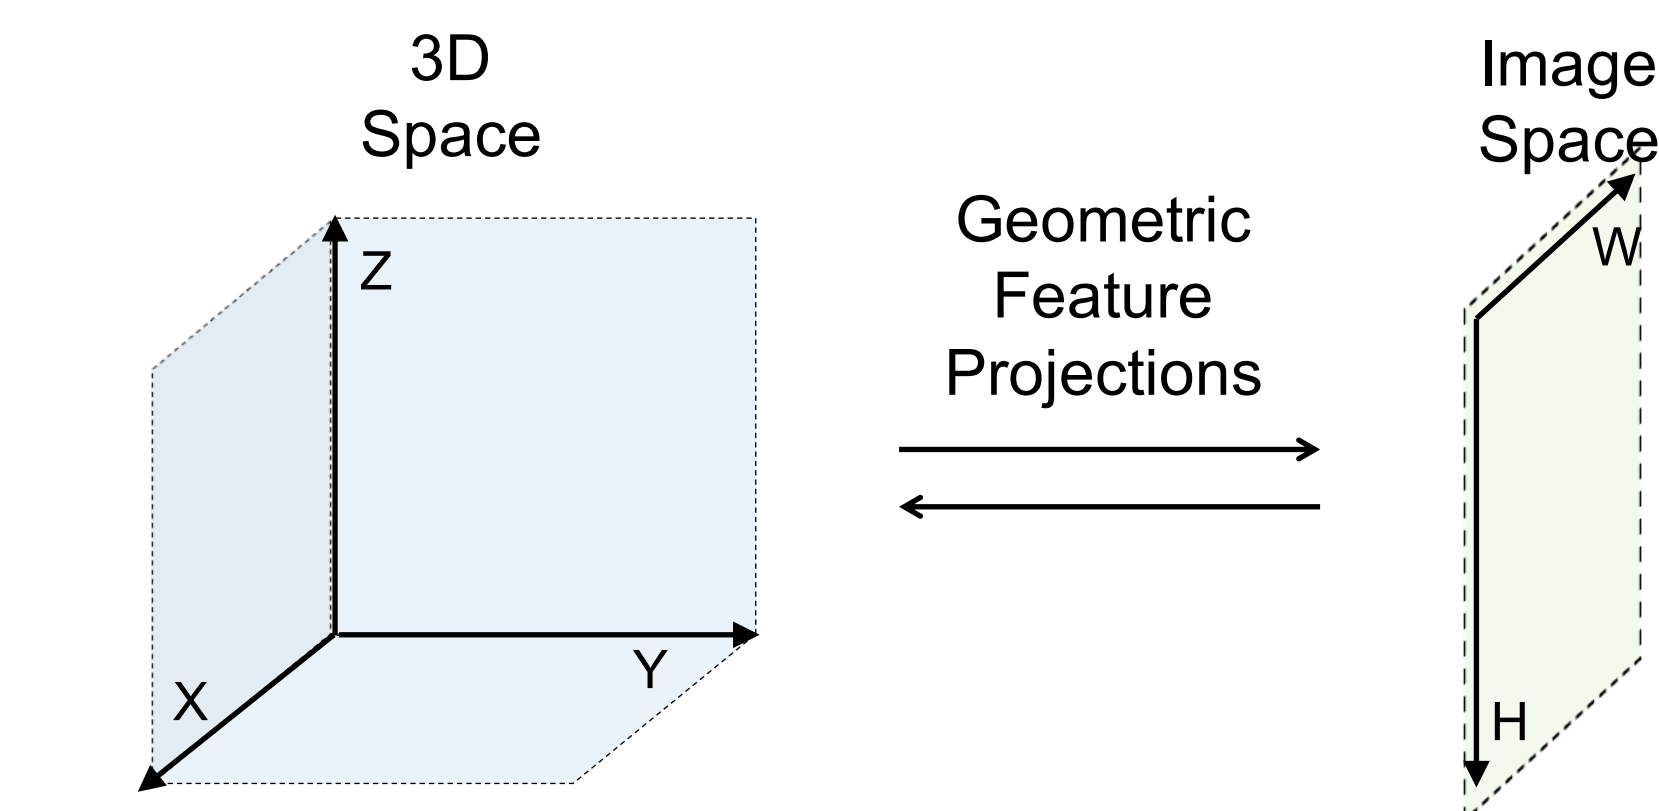 3D
Space
Image
Space
Geometric
Feature
Projections
Z
Y
X
W
H